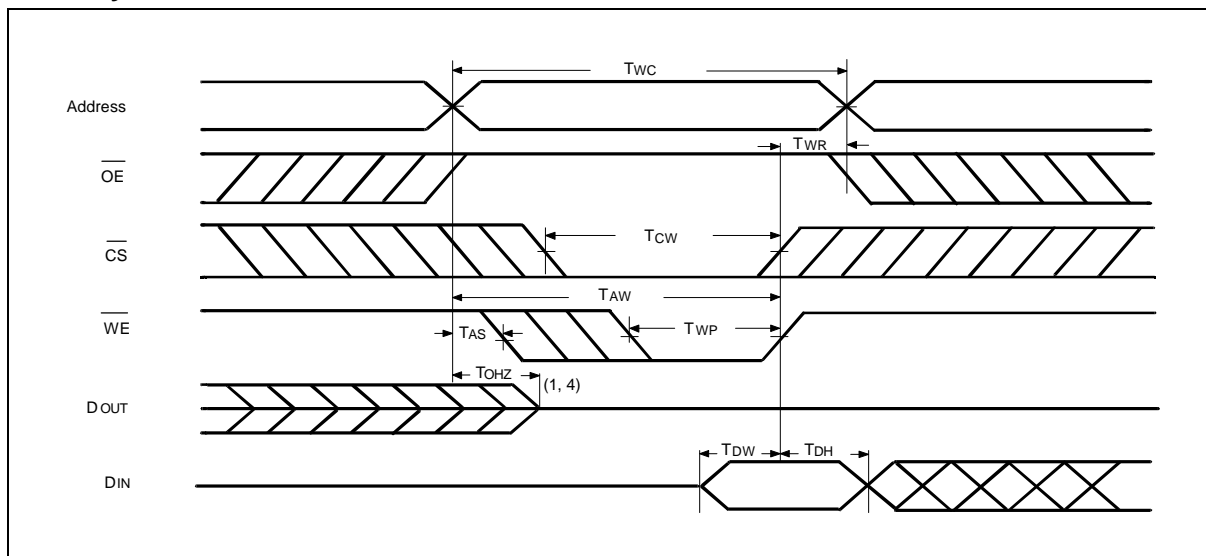 TWC
Address
TWR
OE
TCW
CS
TAW
WE
TAS
TWP
TOHZ
(1, 4)
DOUT
TDW
TDH
DIN